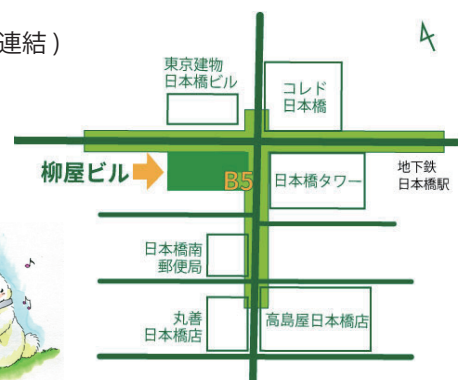 連結）
東京建物
日本橋ビル
コレド
日本橋
柳屋ビル
B5
日本橋タワー
地下鉄
日本橋駅
日本橋南
郵便局
丸善
日本橋店
高島屋日本橋店